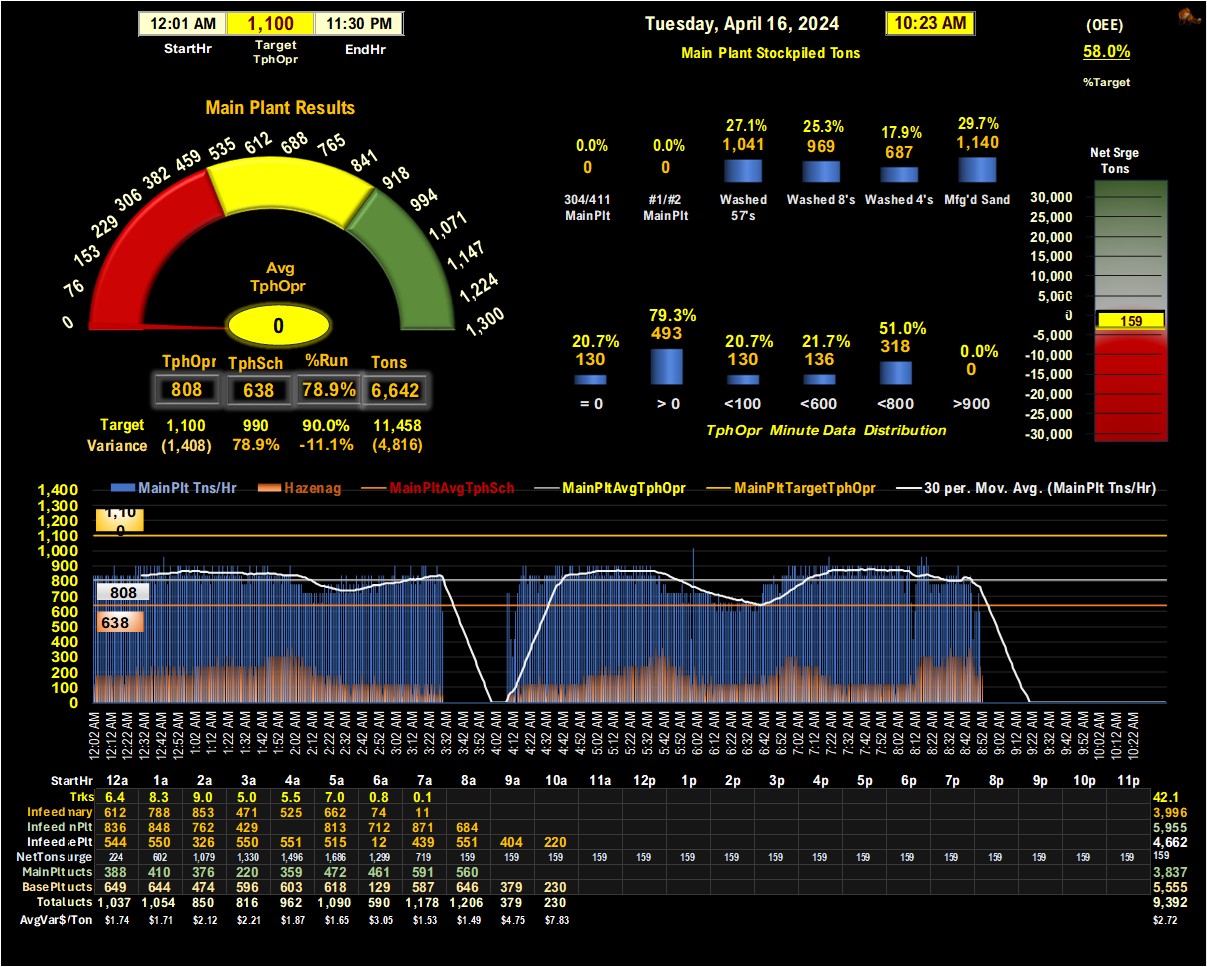 12:01 AM 1,100 11:30 PM
StartHr Target TphOpr EndHr
Tuesday, April 16, 2024 10:23 AM
Main Plant Stockpiled Tons
(OEE)
58.0%
%Target
Main Plant Results
0 76 153 229 306 382 459 535 612 688 765 841 918 994 1,071 1,147 1,224 1,300
Avg
TphOpr
0
TphOpr TphSch %Run Tons
808 638 78.9% 6,642
Target 1,100 990 90.0% 11,458
Variance (1,408) 78.9% -11.1% (4,816)
0.0% 0.0% 27.1% 25.3% 17.9% 29.7%
0 0 1,041 969 687 1,140
304/411 MainPlt #1/#2 MainPlt Washed 57's Washed 8's Washed 4's Mfg'd Sand
20.7% 79.3% 20.7% 21.7% 51.0% 0.0%
130 493 130 136 318 0
= 0 > 0 <100 <600 <800 >900
TphOpr Minute Data Distribution
Net Srge
Tons
30,000
25,000
20,000
15,000
10,000
5,000
0
159
-5,000
-10,000
-15,000
-20,000
-25,000
-30,000
MainPlt Tns/Hr Hazenag MainPltAvgTphSch MainPltAvgTphOpr MainPltTargetTphOpr 30 per. Mov. Avg. (MainPlt Tns/Hr)
1,400
1,300
1,100
1,100
1,000
900
800
808
700
600
638
500
400
300
200
100
0
12:02 AM 12:12 AM 12:22 AM 12:32 AM 12:42 AM 12:52 AM 1:02 AM 1:12 AM 1:22 AM 1:32 AM 1:42 AM 1:52 AM 2:02 AM 2:12 AM 2:22 AM 2:32 AM 2:42 AM 2:52 AM 3:02 AM 3:12 AM 3:22 AM 3:32 AM 3:42 AM 3:52 AM 4:02 AM 4:12 AM 4:22 AM 4:32 AM 4:42 AM 4:52 AM 5:02 AM 5:12 AM 5:22 AM 5:32 AM 5:42 AM 5:52 AM 6:02 AM 6:12 AM 6:22 AM 6:32 AM 6:42 AM 6:52 AM 7:02 AM 7:12 AM 7:22 AM 7:32 AM 7:42 AM 7:52 AM 8:02 AM 8:12 AM 8:22 AM 8:32 AM 8:42 AM 8:52 AM 9:02 AM 9:12 AM 9:22 AM 9:32 AM 9:42 AM 9:52 AM 10:02 AM 10:12 AM 10:22 AM
StartHr 12a 1a 2a 3a 4a 5a 6a 7a 8a 9a 10a 11a 12p 1p 2p 3p 4p 5p 6p 7p 8p 9p 10p 11p
Trks 6.4 8.3 9.0 5.0 5.5 7.0 0.8 0.1 42.1
Infeed mary 612 788 853 471 525 662 74 11 3,996
Infeed nPlt 836 848 762 429 813 712 871 684 5,955
Infeed ePlt 544 550 326 550 551 515 12 439 551 404 220 4,662
NetTons urge 224 602 1,079 1,330 1,496 1,686 1,299 719 159 159 159 159 159 159 159 159 159 159 159 159 159 159 159 159 159
MainPlt ucts 388 410 376 220 359 472 461 591 560 3,837
BasePlt ucts 649 644 474 596 603 618 129 587 646 379 230 5,555
Total ucts 1,037 1,054 850 816 962 1,090 590 1,178 1,206 379 230 9,392
AvgVar$/Ton $1.74 $1.71 $2.12 $2.21 $1.87 $1.65 $3.05 $1.53 $1.49 $4.75 $7.83 $2.72